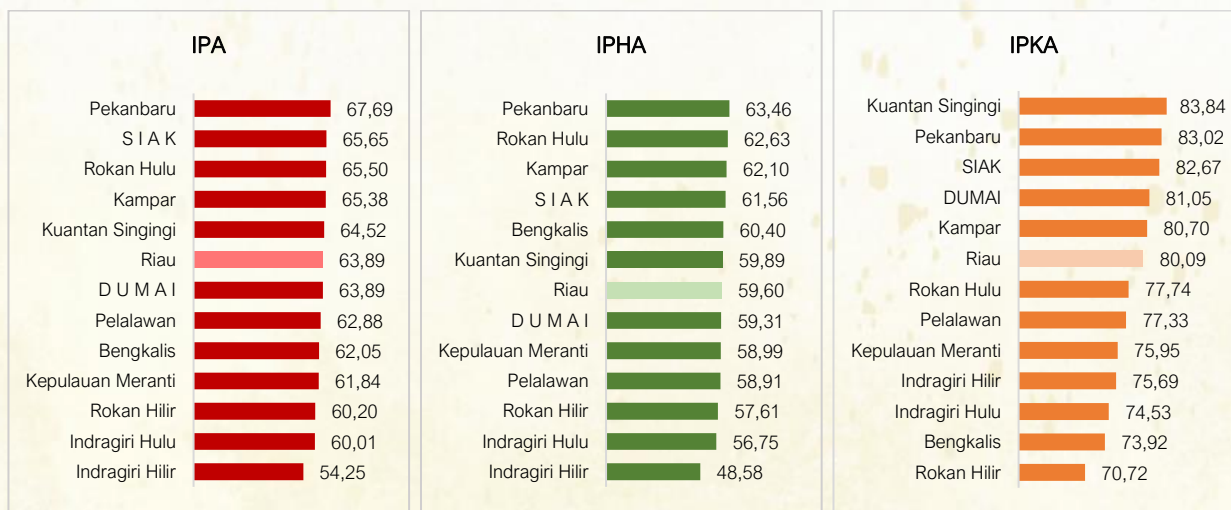 IPA
Pekanbaru 67,69
S I A K 65,65
Rokan Hulu 65,50
Kampar 65,38
Kuantan Singingi 64,52
Riau 63,89
D U M A I 63,89
Pelalawan 62,88
Bengkalis 62,05
Kepulauan Meranti 61,84
Rokan Hilir 60,20
Indragiri Hulu 60,01
Indragiri Hilir 54,25
IPHA
Pekanbaru 63,46
Rokan Hulu 62,63
Kampar 62,10
S I A K 61,56
Bengkalis 60,40
Kuantan Singingi 59,89
Riau 59,60
D U M A I 59,31
Kepulauan Meranti 58,99
Pelalawan 58,91
Rokan Hilir 57,61
Indragiri Hulu 56,75
Indragiri Hilir 48,58
IPKA
Kuantan Singingi 83,84
Pekanbaru 83,02
SIAK 82,67
DUMAI 81,05
Kampar 80,70
Riau 80,09
Rokan Hulu 77,74
Pelalawan 77,33
Kepulauan Meranti 75,95
Indragiri Hilir 75,69
Indragiri Hulu 74,53
Bengkalis 73,92
Rokan Hilir 70,72